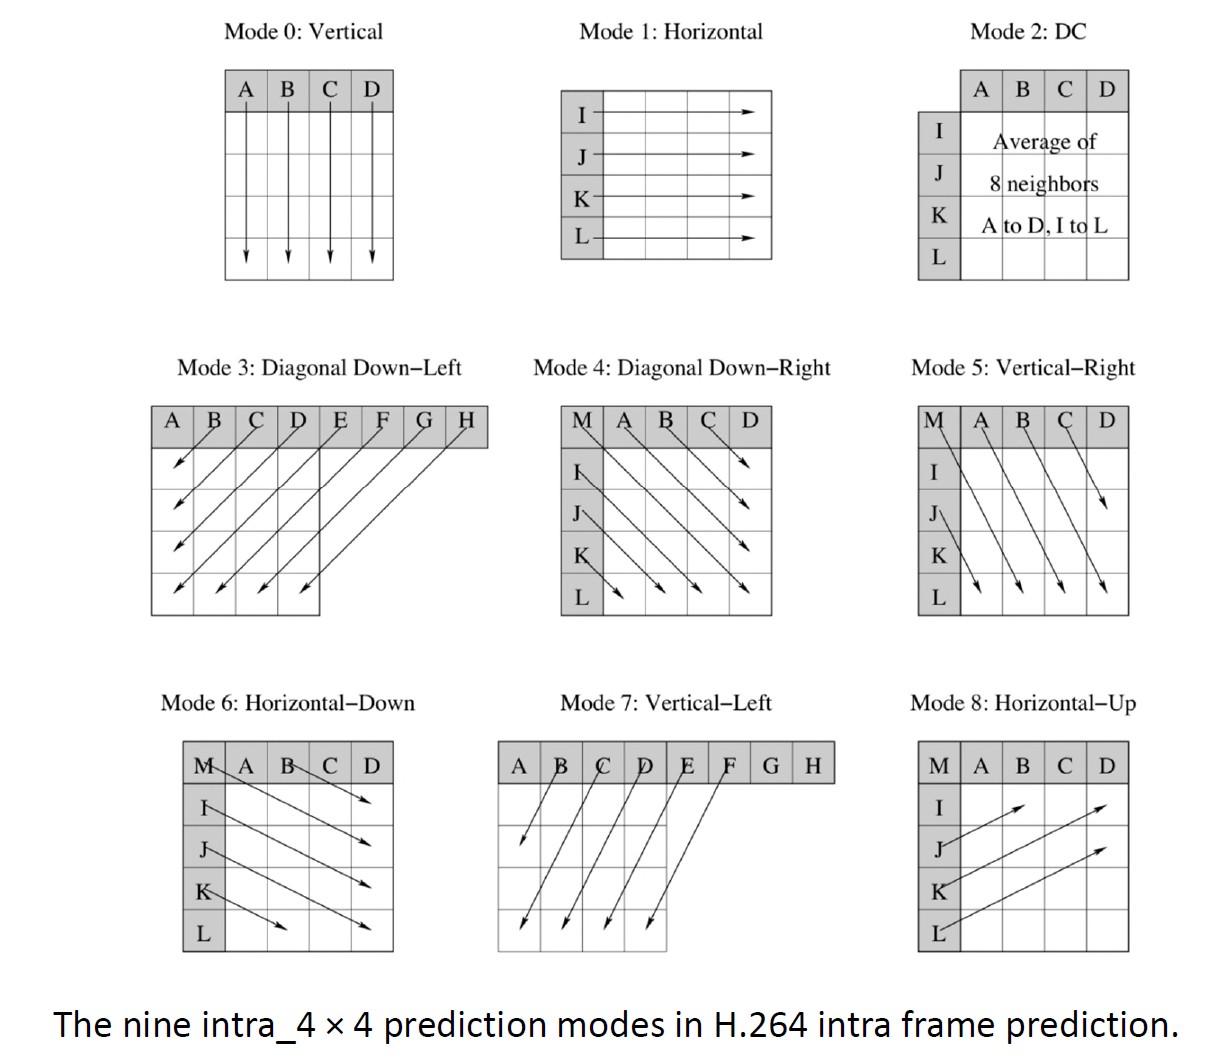 Mode 0: Vertical
A B C D
Mode 1: Horizontal
I
J
K
L
Mode 2: DC
A B C D
I
Average of
J
8 neighbors
K
A to D, I to L
L
Mode 3: Diagonal Down−Left
A B C D E F G H
Mode 4: Diagonal Down−Right
M A B C D
I
J
K
L
Mode 5: Vertical−Right
M A B C D
I
J
K
L
Mode 6: Horizontal−Down
M A B C D
I
J
K
L
Mode 7: Vertical−Left
A B C D E F G H
Mode 8: Horizontal−Up
M A B C D
I
J
K
L
The nine intra_4 × 4 prediction modes in H.264 intra frame prediction.